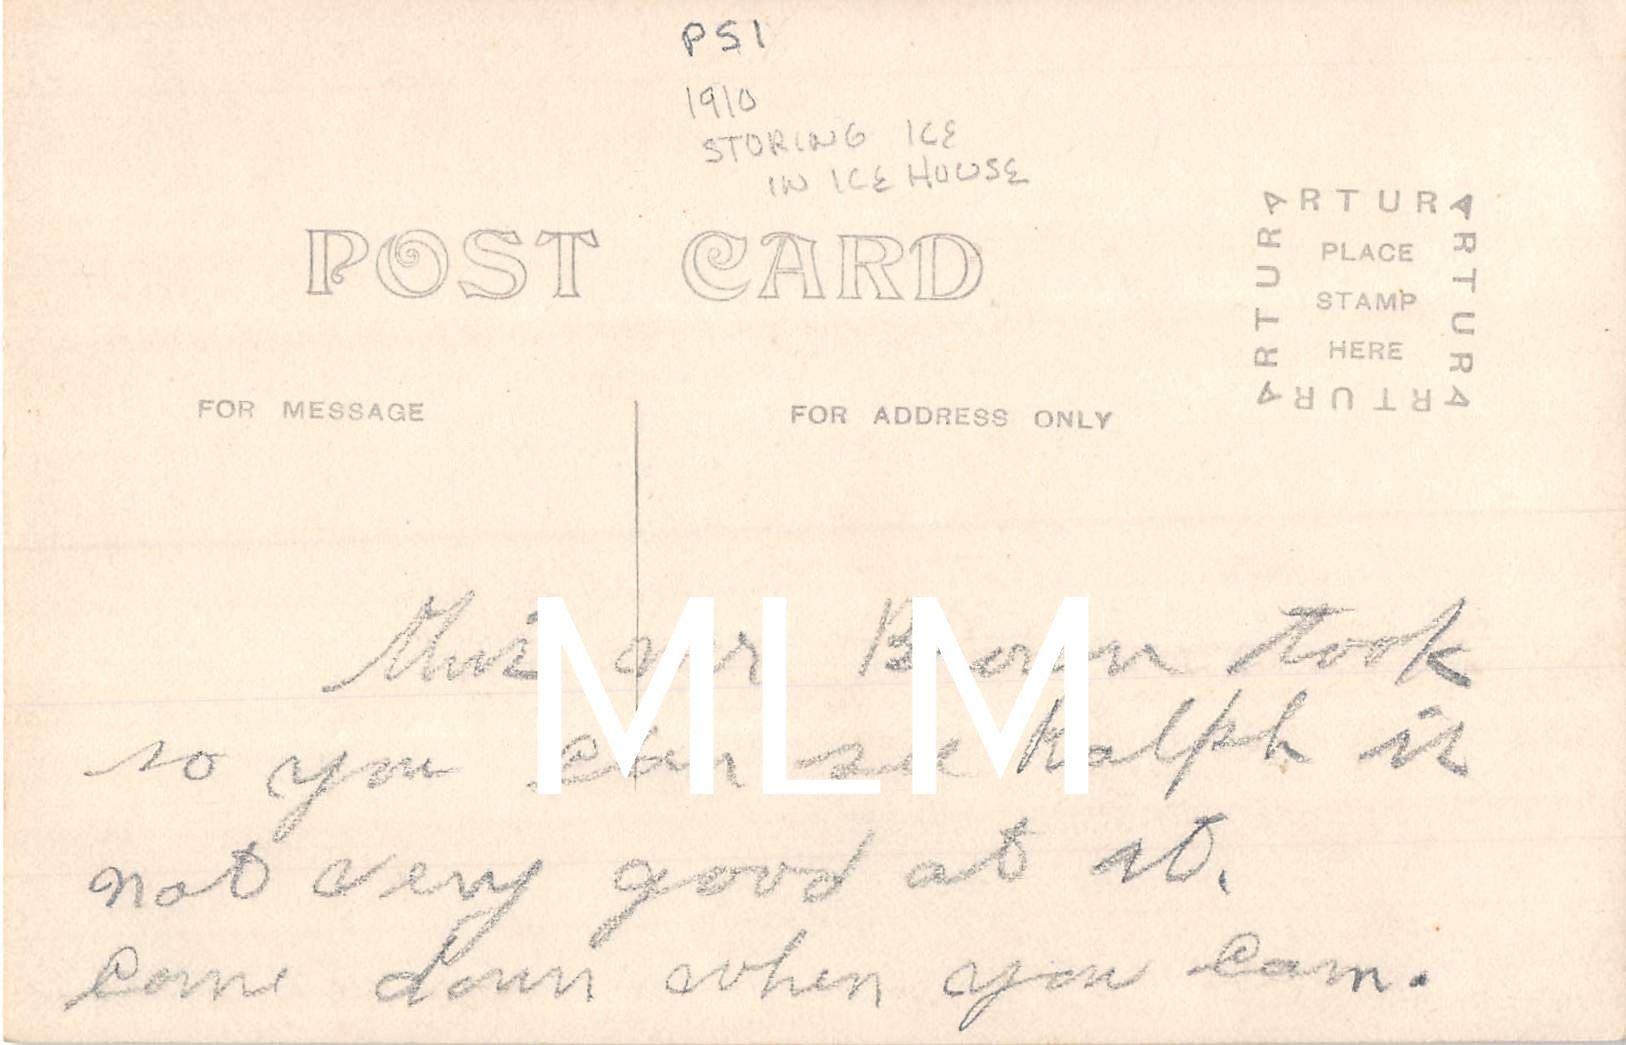 PSI
1910
STORING ICE
IN ICE HOUSE
POST CARD
ARTURA
ARTURA
ARTURA
ARTURA
PLACE
STAMP
HERE
FOR MESSAGE
FOR ADDRESS ONLY
This Mr Brown took
so you can se Ralph is
not very good at it.
Come down when you can.
MLM